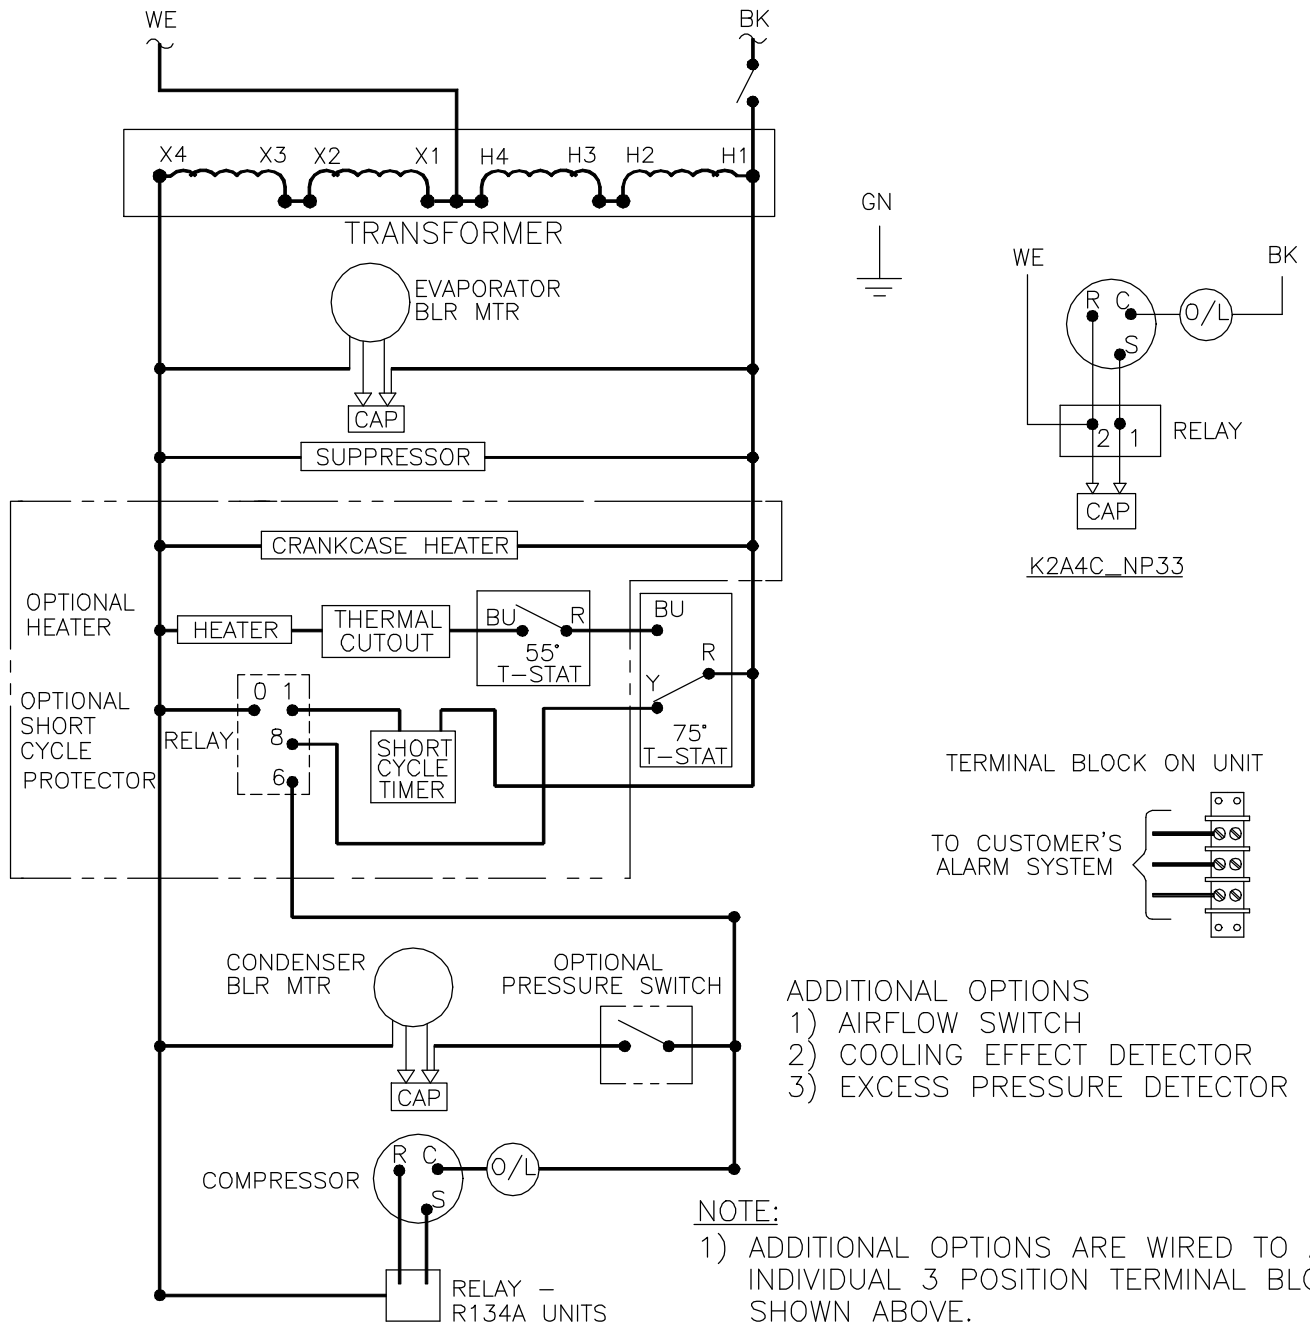 WE
BK
X4 X3 X2 X1 H4 H3 H2 H1
TRANSFORMER
EVAPORATOR
BLR MTR
CAP
SUPPRESSOR
CRANKCASE HEATER
OPTIONAL
HEATER
HEATER
THERMAL
CUTOUT
BU R
55°
T-STAT
BU
R
Y
75°
T-STAT
OPTIONAL
SHORT
CYCLE
PROTECTOR
RELAY
0 1
8
6
SHORT
CYCLE
TIMER
CONDENSER
BLR MTR
CAP
OPTIONAL
PRESSURE SWITCH
COMPRESSOR
R C
S
O/L
RELAY -
R134A UNITS
GN
WE
BK
R C
S
O/L
2 1
RELAY
CAP
K2A4C_NP33
TERMINAL BLOCK ON UNIT
TO CUSTOMER'S
ALARM SYSTEM
ADDITIONAL OPTIONS
1) AIRFLOW SWITCH
2) COOLING EFFECT DETECTOR
3) EXCESS PRESSURE DETECTOR
NOTE:
1) ADDITIONAL OPTIONS ARE WIRED TO
INDIVIDUAL 3 POSITION TERMINAL
SHOWN ABOVE.